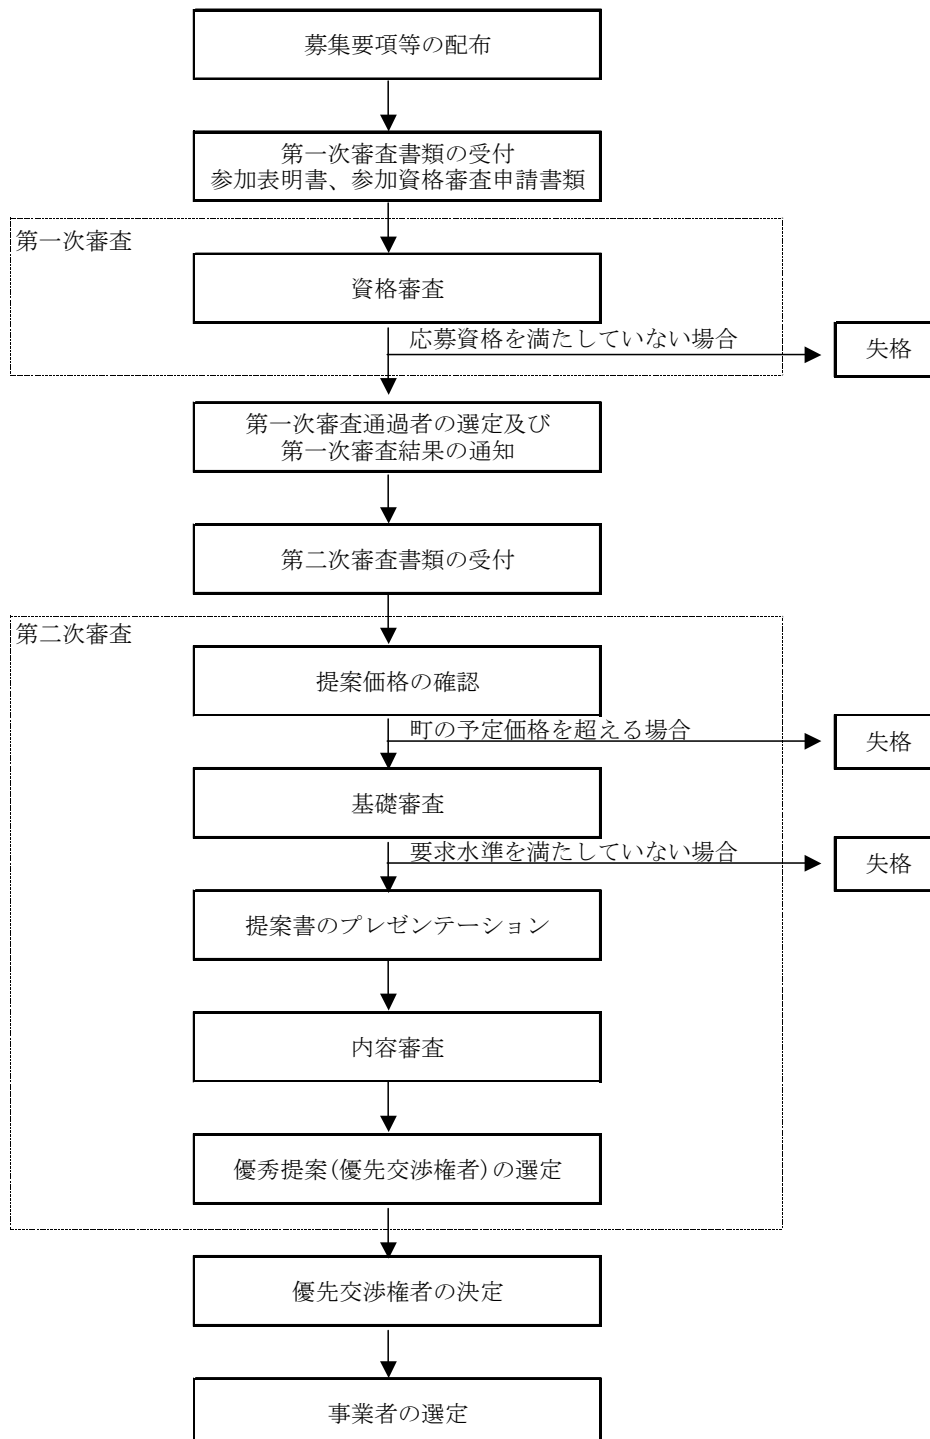 募集要項等の配布
第一次審査書類の受付
参加表明書、参加資格審査申請書類
第一次審査
資格審査
応募資格を満たしていない場合
失格
第一次審査通過者の選定及び
第一次審査結果の通知
第二次審査書類の受付
第二次審査
提案価格の確認
町の予定価格を超える場合
失格
基礎審査
要求水準を満たしていない場合
失格
提案書のプレゼンテーション
内容審査
優秀提案(優先交渉権者)の選定
優先交渉権者の決定
事業者の選定